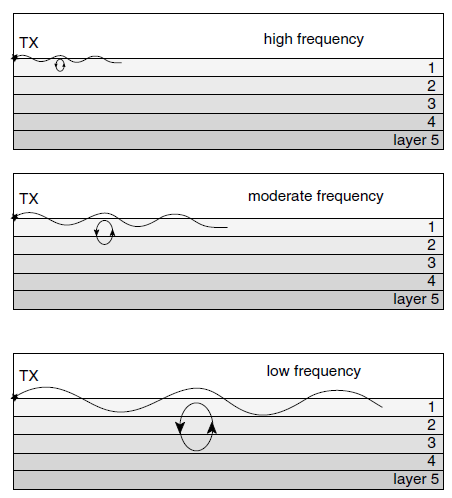 TX
high frequency
1
2
3
4
layer 5
TX
moderate frequency
1
2
3
4
layer 5
TX
low frequency
1
2
3
4
layer 5